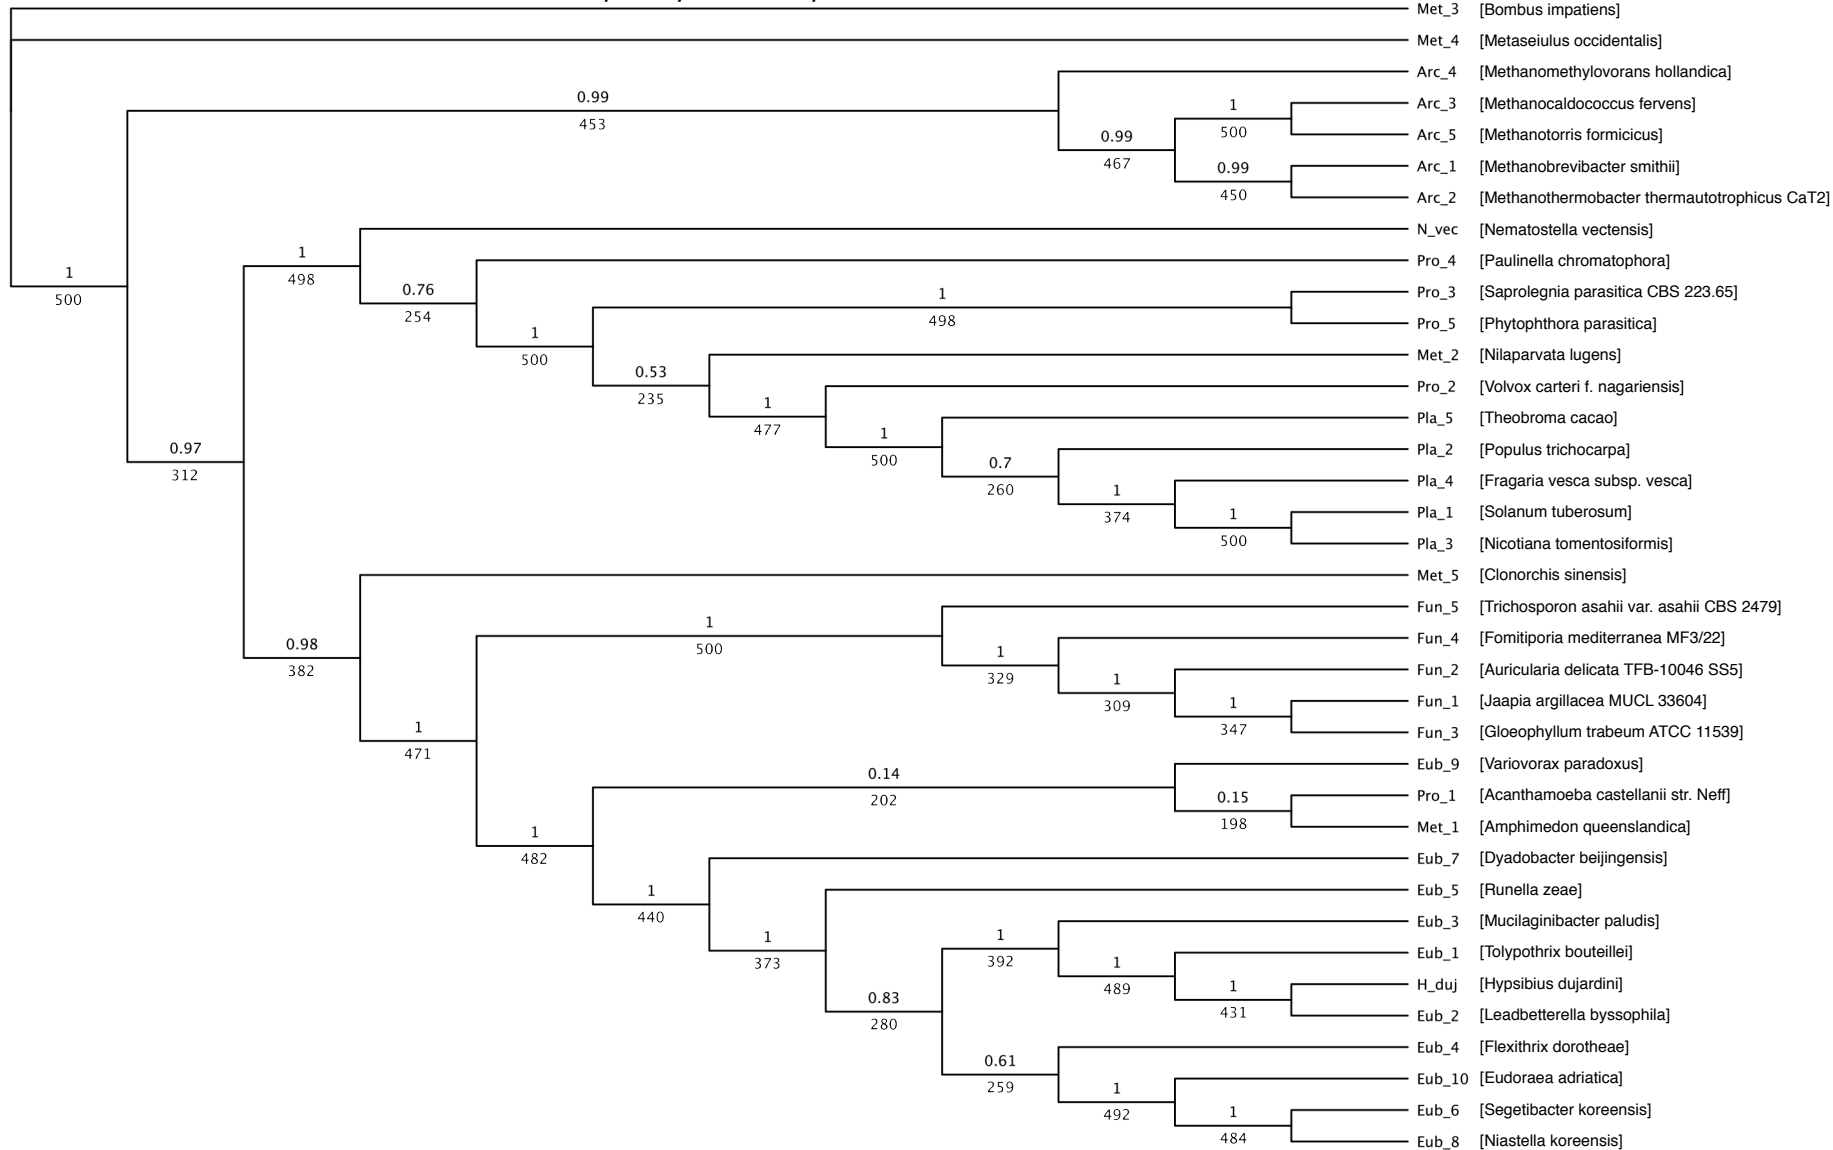 Met_3 [Bombus impatiens]
Met_4 [Metaseiulus occidentalis]
Arc_4 [Methanomethylovorans hollandica]
0.99
453
Arc_3 [Methanocaldococcus fervens]
1
500
Arc_5 [Methanotorris formicicus]
0.99
467
Arc_1 [Methanobrevibacter smithii]
0.99
450
Arc_2 [Methanothermobacter thermautotrophicus CaT2]
N_vec [Nematostella vectensis]
1
498
Pro_4 [Paulinella chromatophora]
1
500
0.76
254
Pro_3 [Saprolegnia parasitica CBS 223.65]
1
498
Pro_5 [Phytophthora parasitica]
1
500
Met_2 [Nilaparvata lugens]
0.53
235
Pro_2 [Volvox carteri f. nagariensis]
1
477
Pla_5 [Theobroma cacao]
1
500
Pla_2 [Populus trichocarpa]
0.97
312
0.7
260
Pla_4 [Fragaria vesca subsp. vesca]
1
374
Pla_1 [Solanum tuberosum]
1
500
Pla_3 [Nicotiana tomentosiformis]
Met_5 [Clonorchis sinensis]
Fun_5 [Trichosporon asahii var. asahii CBS 2479]
1
500
Fun_4 [Fomitiporia mediterranea MF3/22]
0.98
382
1
329
Fun_2 [Auricularia delicata TFB-10046 SS5]
1
309
Fun_1 [Jaapia argillacea MUCL 33604]
1
347
Fun_3 [Gloeophyllum trabeum ATCC 11539]
1
471
Eub_9 [Variovorax paradoxus]
0.14
202
Pro_1 [Acanthamoeba castellanii str. Neff]
0.15
198
Met_1 [Amphimedon queenslandica]
1
482
Eub_7 [Dyadobacter beijingensis]
1
440
Eub_5 [Runella zeae]
Eub_3 [Mucilaginibacter paludis]
1
373
1
392
Eub_1 [Tolypothrix bouteillei]
1
489
H_duj [Hypsibius dujardini]
1
431
0.83
280
Eub_2 [Leadbetterella byssophila]
Eub_4 [Flexithrix dorotheae]
0.61
259
Eub_10 [Eudoraea adriatica]
1
492
Eub_6 [Segetibacter koreensis]
1
484
Eub_8 [Niastella koreensis]